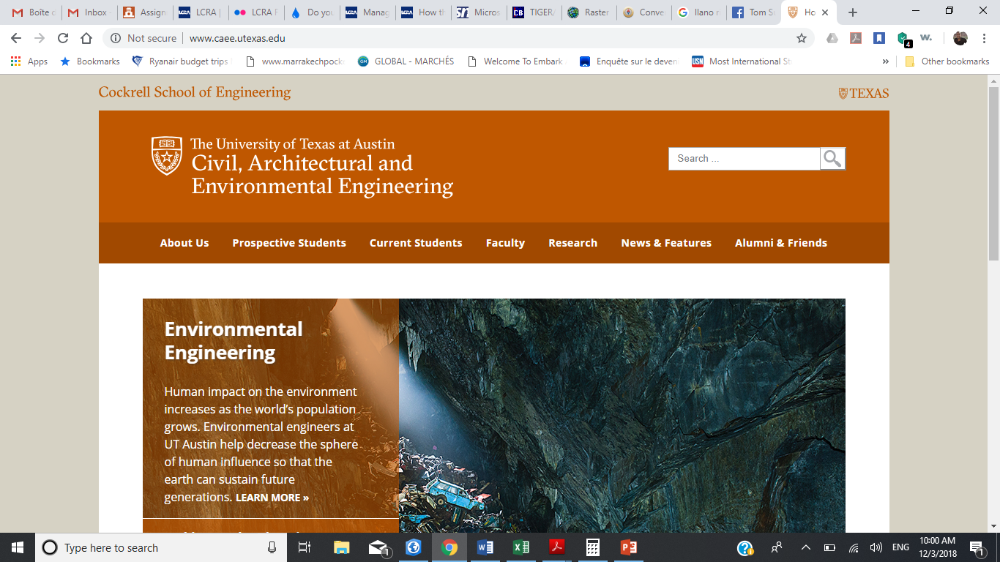 Boîte d
Inbox -
Assign
LCRA |
LCRA F
Do you
Manag
How th
Micros
TIGER/
Raster
Conve
llano r
Tom S
Ho
Not secure | www.caee.utexas.edu
Apps
Bookmarks
Ryanair budget trips
www.marrakechpock
GLOBAL - MARCHÉS
Welcome To Embark
Enquête sur le deven
Most International St
»
Other bookmarks
Cockrell School of Engineering
TEXAS
The University of Texas at Austin
Civil, Architectural and
Environmental Engineering
Search ...
About Us
Prospective Students
Current Students
Faculty
Research
News & Features
Alumni & Friends
Environmental
Engineering
Human impact on the environment
increases as the world's population
grows. Environmental engineers at
UT Austin help decrease the sphere
of human influence so that the
earth can sustain future
generations. LEARN MORE »
Type here to search
ENG
10:00 AM
12/3/2018